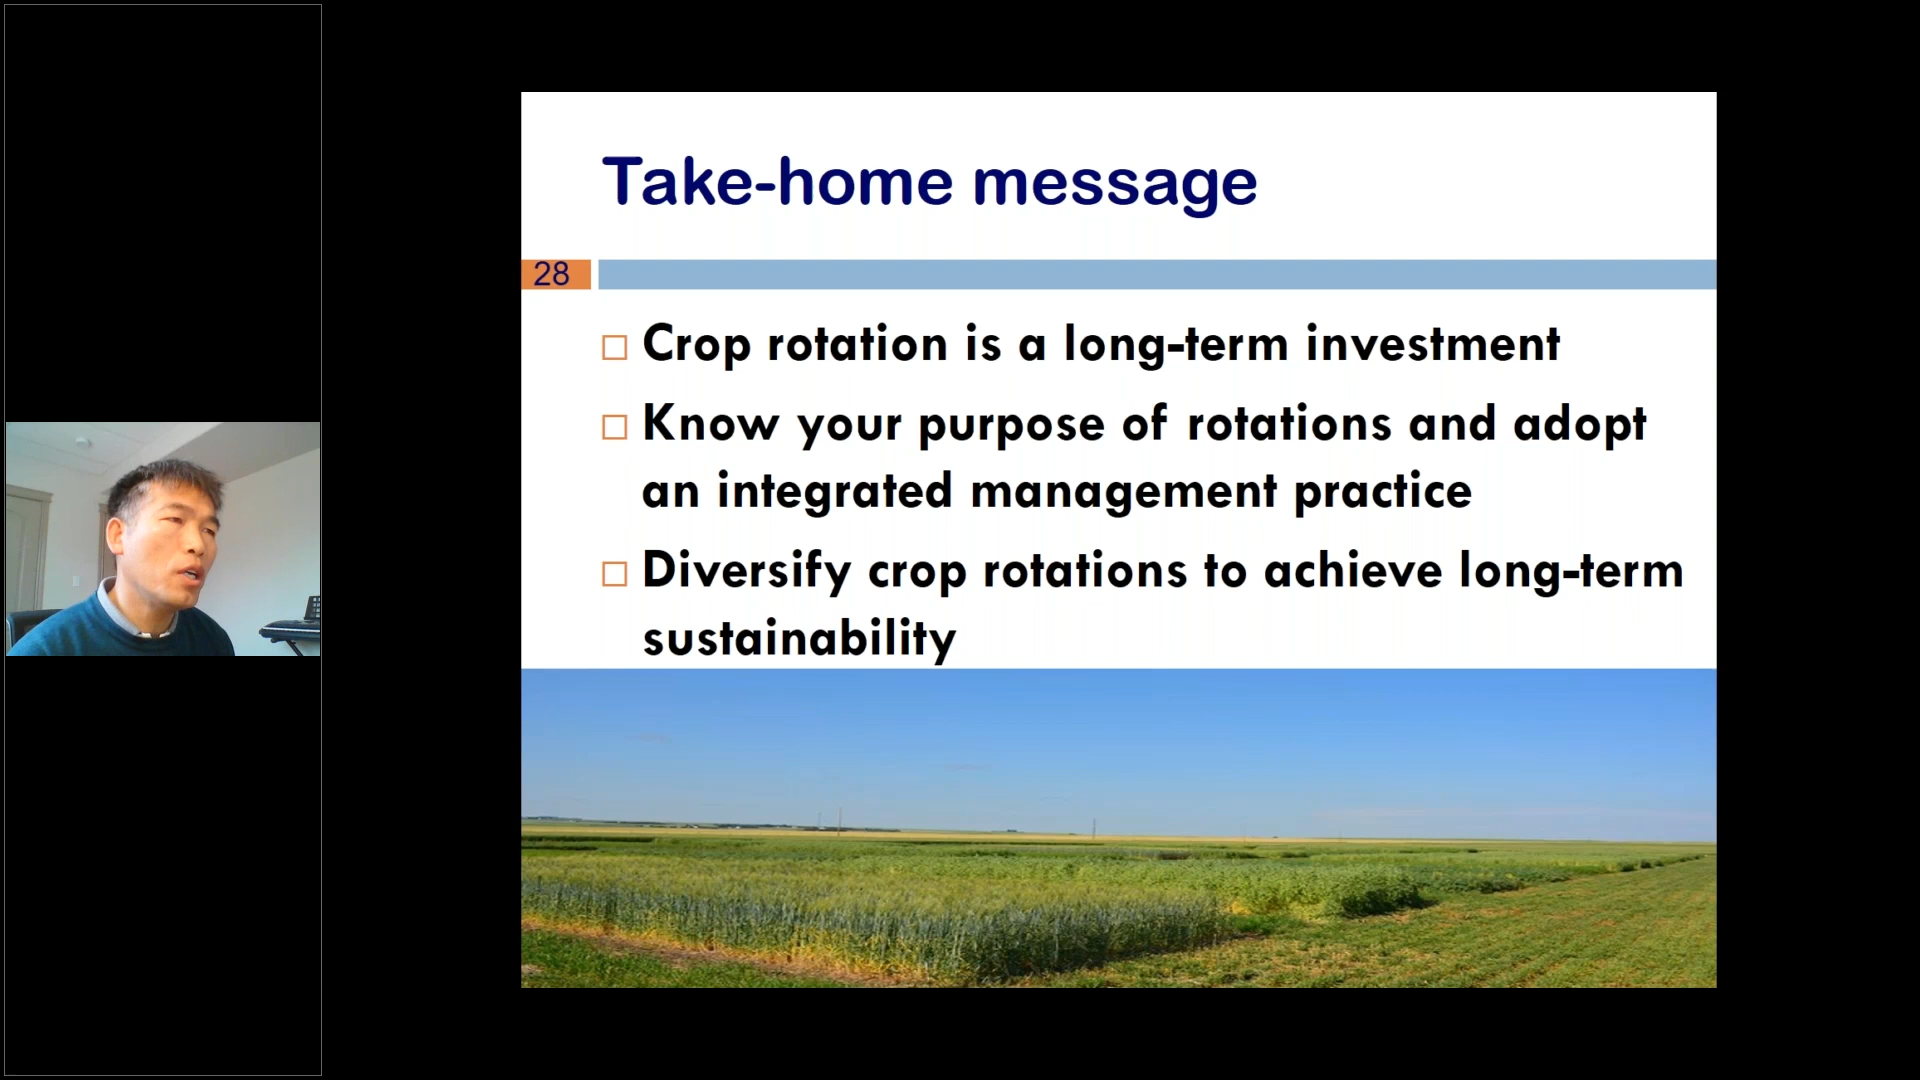 Take-home message
28
Crop rotation is a long-term investment
Know your purpose of rotations and adopt
an integrated management practice
Diversify crop rotations to achieve long-term
sustainability